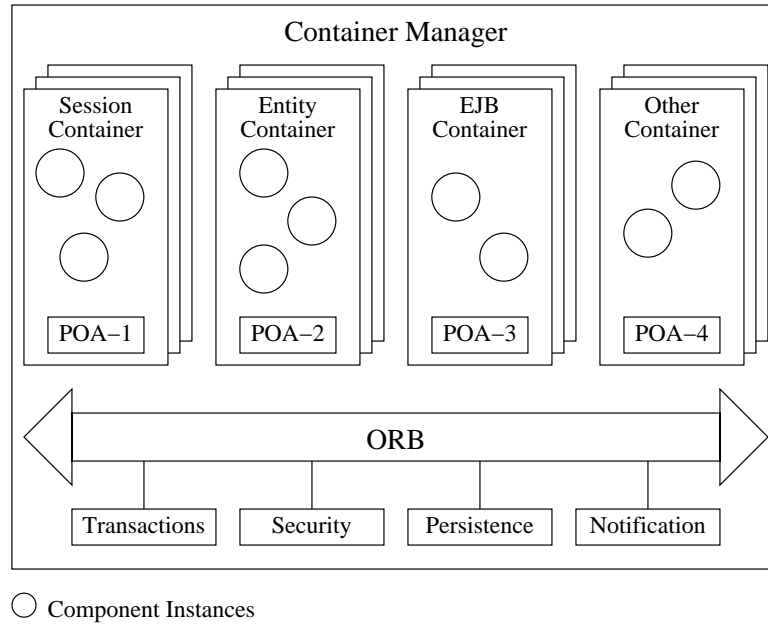 Container Manager
Session
Container
Entity
Container
EJB
Container
Other
Container
POA−1
POA−2
POA−3
POA−4
ORB
Transactions
Security
Persistence
Notification
Component Instances